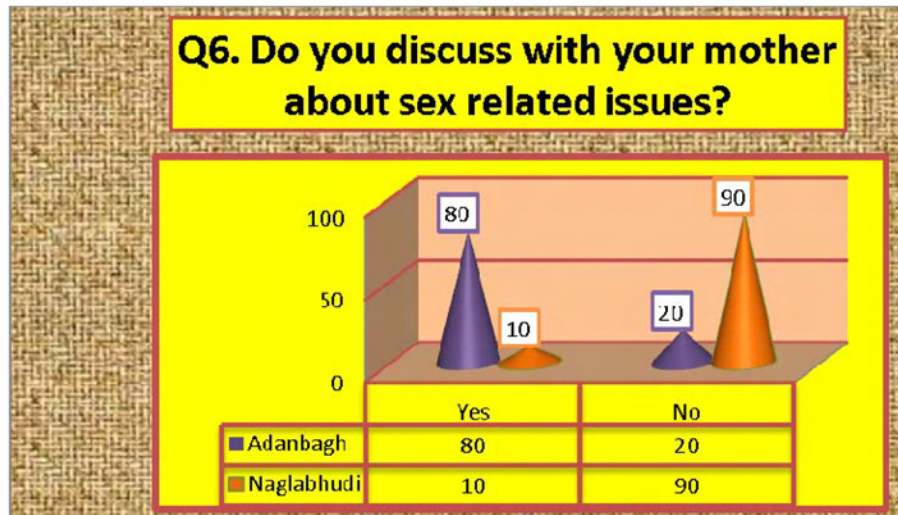 Q6. Do you discuss with your mother
about sex related issues?
100
50
0
80
10
20
90
Yes No
Adanbagh 80 20
Naglabhudi 10 90